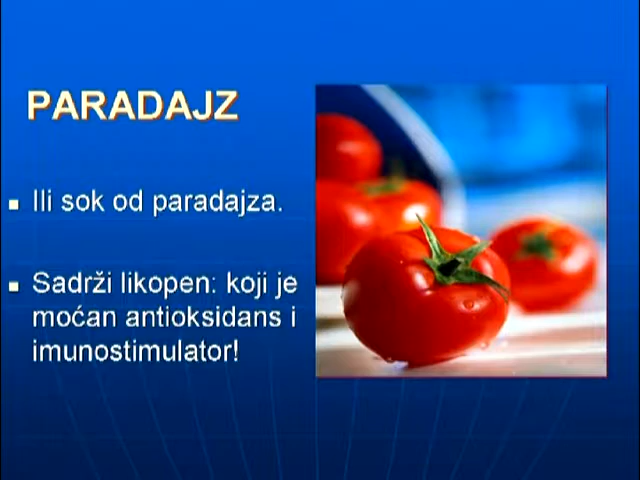 PARADAJZ
Ili sok od paradajza.
Sadrži likopen: koji je
moćan antioksidans i
imunostimulator!